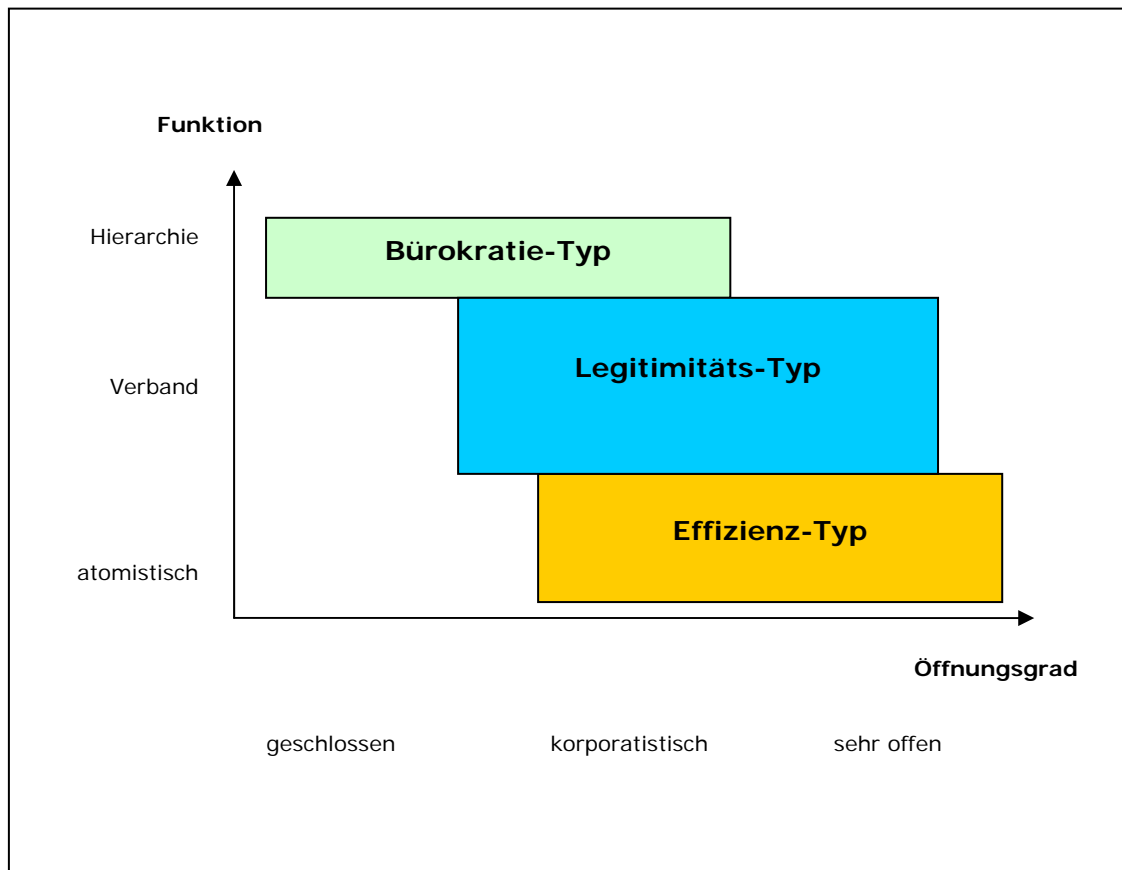 Funktion
Hierarchie
Bürokratie-Typ
Legitimitäts-Typ
Verband
Effizienz-Typ
atomistisch
Öffnungsgrad
geschlossen korporatistisch sehr offen